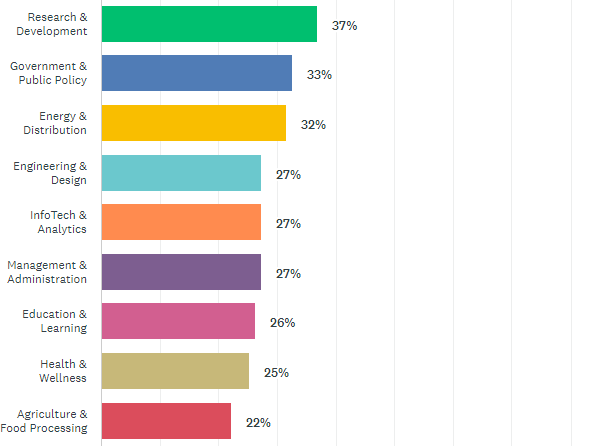 Research &
Development
37%
Government &
Public Policy
33%
Energy &
Distribution
32%
Engineering &
Design
27%
InfoTech &
Analytics
27%
Management &
Administration
27%
Education &
Learning
26%
Health &
Wellness
25%
Agriculture &
Food Processing
22%